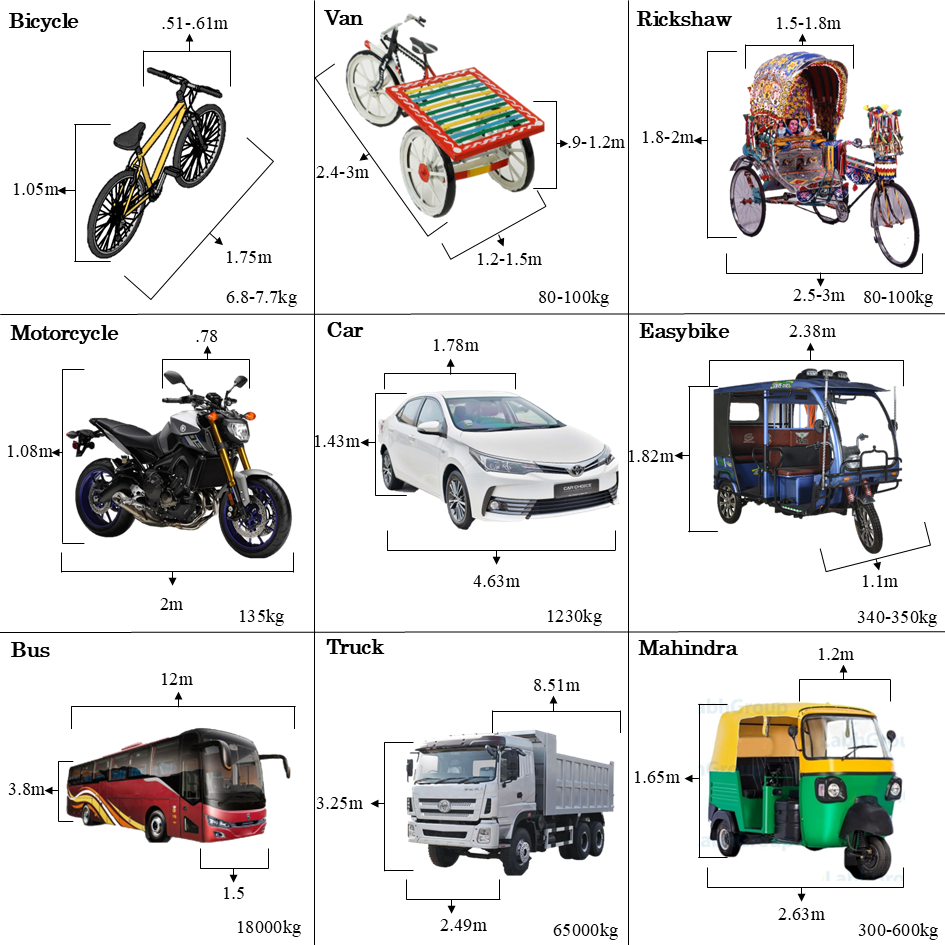 Bicycle
.51-.61m
1.05m
1.75m
6.8-7.7kg
Van
2.4-3m
.9-1.2m
1.2-1.5m
80-100kg
Rickshaw
1.5-1.8m
1.8-2m
2.5-3m
80-100kg
Motorcycle
.78
1.08m
2m
135kg
Car
1.78m
1.43m
CAR CHOICE
4.63m
1230kg
Easybike
2.38m
1.82m
1.1m
340-350kg
Bus
12m
3.8m
1.5
18000kg
Truck
8.51m
3.25m
2.49m
65000kg
Mahindra
1.2m
1.65m
2.63m
300-600kg